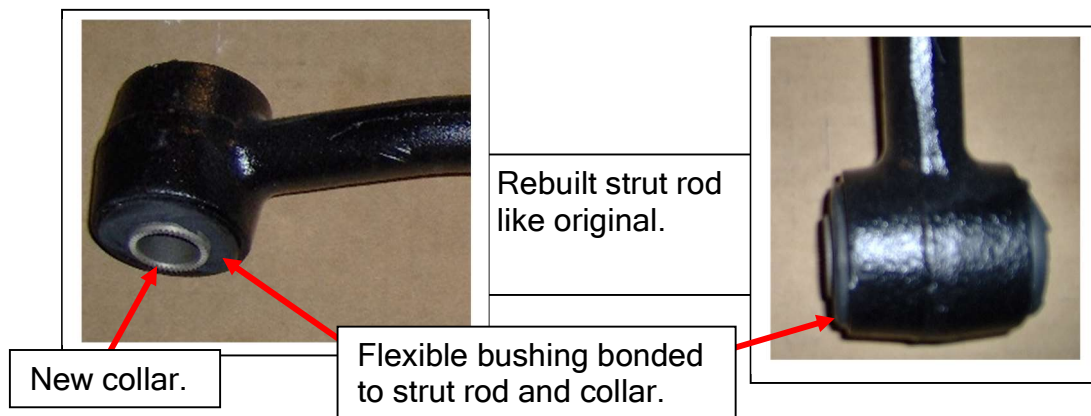 Rebuilt strut rod
like original.
New collar.
Flexible bushing bonded
to strut rod and collar.